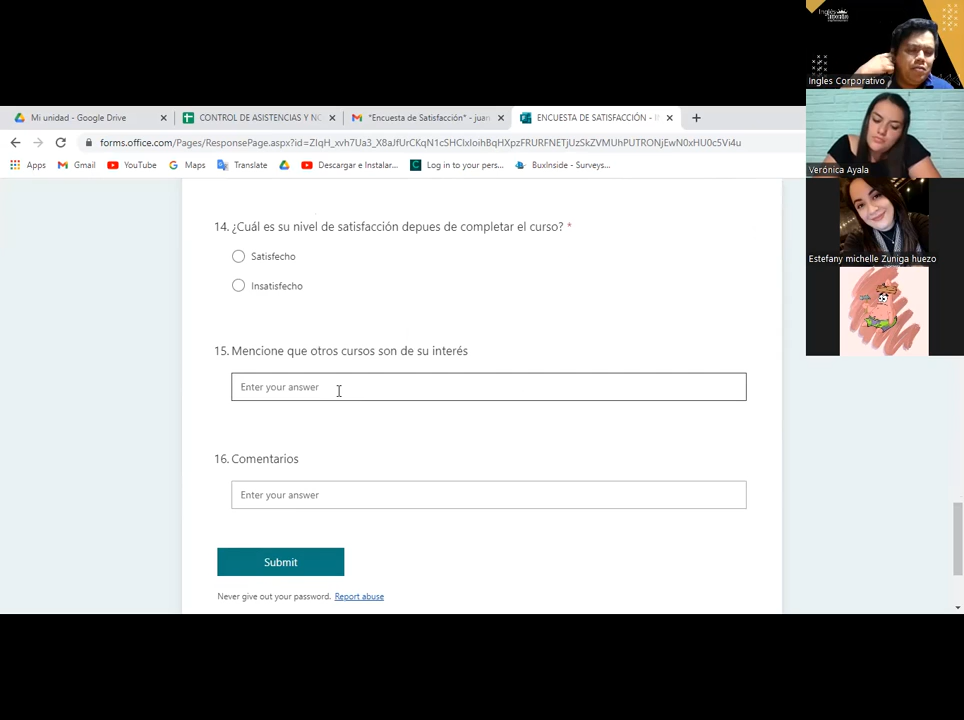 Mi unidad - Google Drive
CONTROL DE ASISTENCIAS Y NO
"Encuesta de Satisfacción" - juan
ENCUESTA DE SATISFACCIÓN - I
forms.office.com/Pages/ResponsePage.aspx?id=ZIqH_xvh7Ua3_X8aJfUrCKqN1cSHCIxIoihBqHXpzFRURFNETjUzSkZVMUhPUTRONjEwN0xHU0c5Vi4u
Apps
Gmail
YouTube
Maps
Translate
Descargar e Instalar...
Log in to your pers...
BuxInside - Surveys...
14. ¿Cuál es su nivel de satisfacción depues de completar el curso? *
Satisfecho
Insatisfecho
15. Mencione que otros cursos son de su interés
Enter your answer
16. Comentarios
Enter your answer
Submit
Never give out your password. Report abuse
Inglés
Corporativo
Ingles Corporativo
Verónica Ayala
Estefany michelle Zuniga huezo